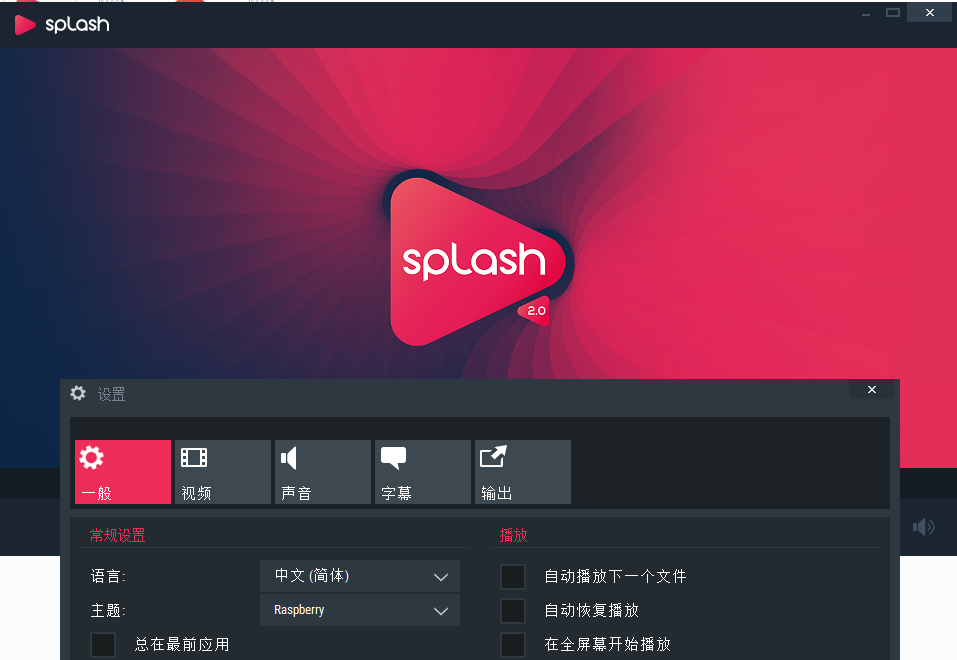 splash
splash
2.0
设置
一般 视频 声音 字幕 输出
常规设置
语言: 中文 (简体)
主题: Raspberry
总在最前应用
播放
自动播放下一个文件
自动恢复播放
在全屏幕开始播放